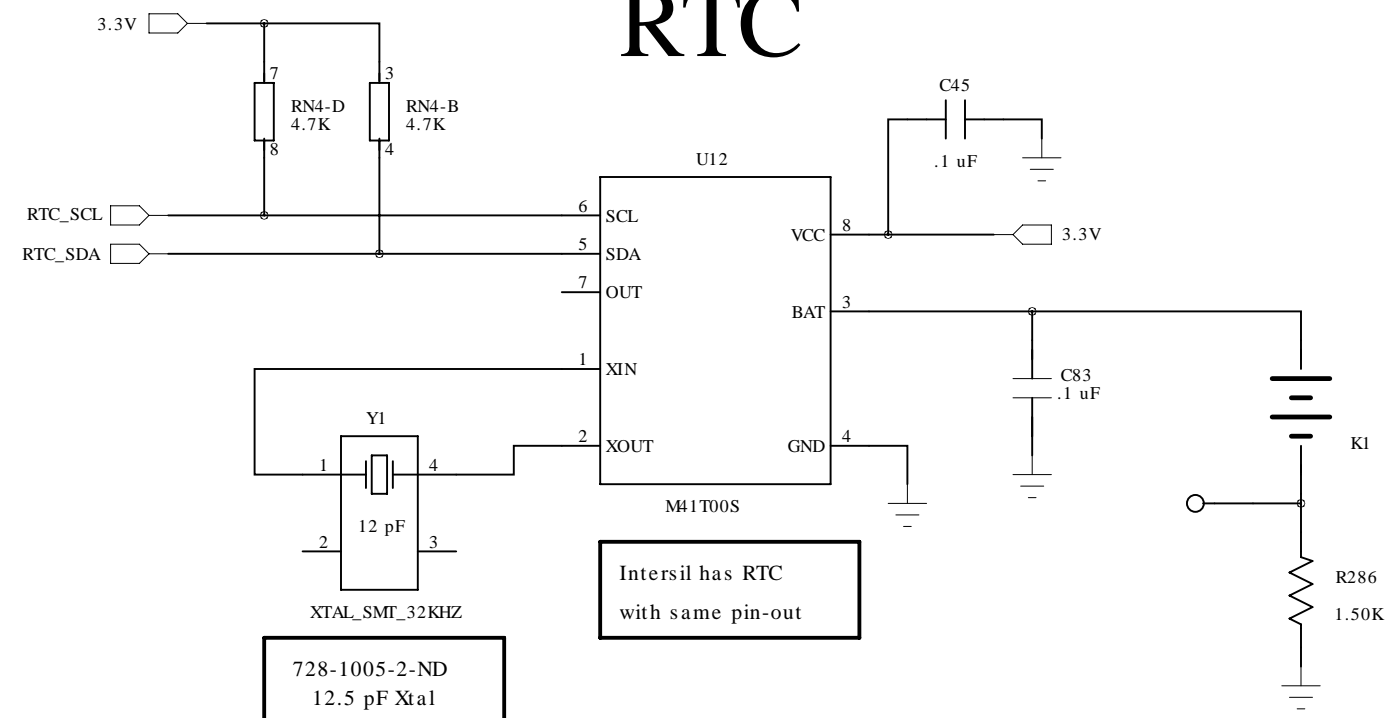 RTC
3.3V
7
3
RN4-D
4.7K
RN4-B
4.7K
8
4
C45
.1 uF
U12
RTC_SCL
6
SCL
RTC_SDA
5
SDA
7
OUT
VCC
8
3.3V
BAT
3
1
XIN
C83
.1 uF
Y1
2
XOUT
GND
4
K1
1
4
12 pF
2
3
M41T00S
XTAL_SMT_32KHZ
Intersil has RTC
with same pin-out
R286
1.50K
728-1005-2-ND
12.5 pF Xtal